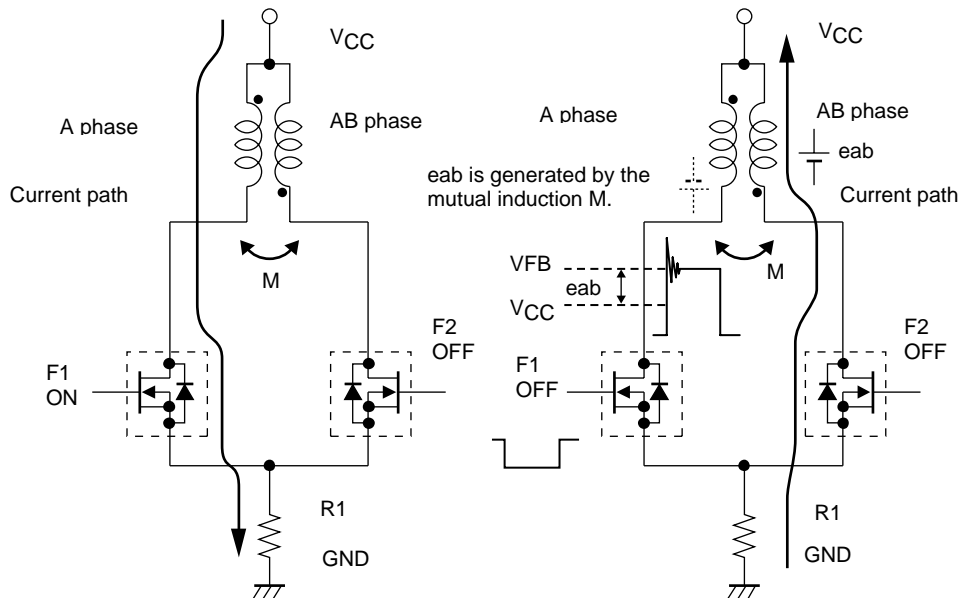 VCC
A phase
AB phase
Current path
M
F2
OFF
F1
ON
R1
GND
VCC
A phase
AB phase
eab
eab is generated by the
mutual induction M.
Current path
VFB
eab
VCC
M
F2
OFF
F1
OFF
R1
GND